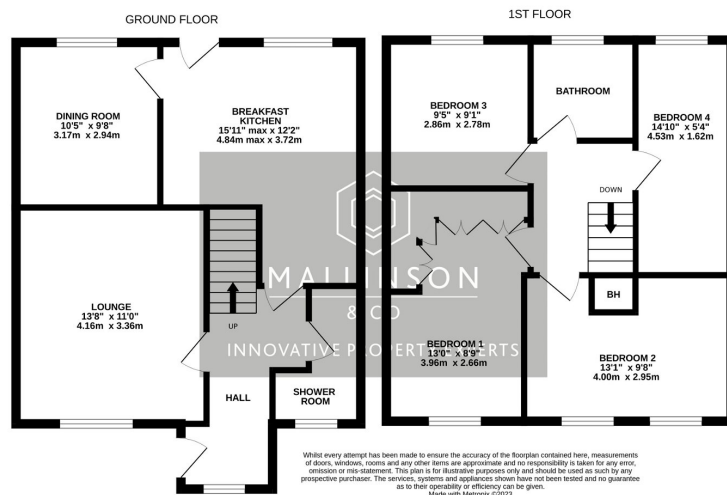 GROUND FLOOR
DINING ROOM
10'5" x 9'8"
3.17m x 2.94m
BREAKFAST
KITCHEN
15'11" max x 12'2"
4.84m max x 3.72m
LOUNGE
13'8" x 11'0"
4.16m x 3.36m
UP
HALL
SHOWER
ROOM
1ST FLOOR
BEDROOM 3
9'5" x 9'1"
2.86m x 2.78m
BATHROOM
BEDROOM 4
14'10" x 5'4"
4.53m x 1.62m
DOWN
BH
BEDROOM 1
13'0" x 8'9"
3.96m x 2.66m
BEDROOM 2
13'1" x 9'8"
4.00m x 2.95m
MALLINSON
& CO
INNOVATIVE PROPERTY EXPERTS
Whilst every attempt has been made to ensure the accuracy of the floorplan contained here, measurements
of doors, windows, rooms and any other items are approximate and no responsibility is taken for any error,
omission or mis-statement. This plan is for illustrative purposes only and should be used as such by any
prospective purchaser. The services, systems and appliances shown have not been tested and no guarantee
as to their operability or efficiency can be given.
Made with Metropix ©2023